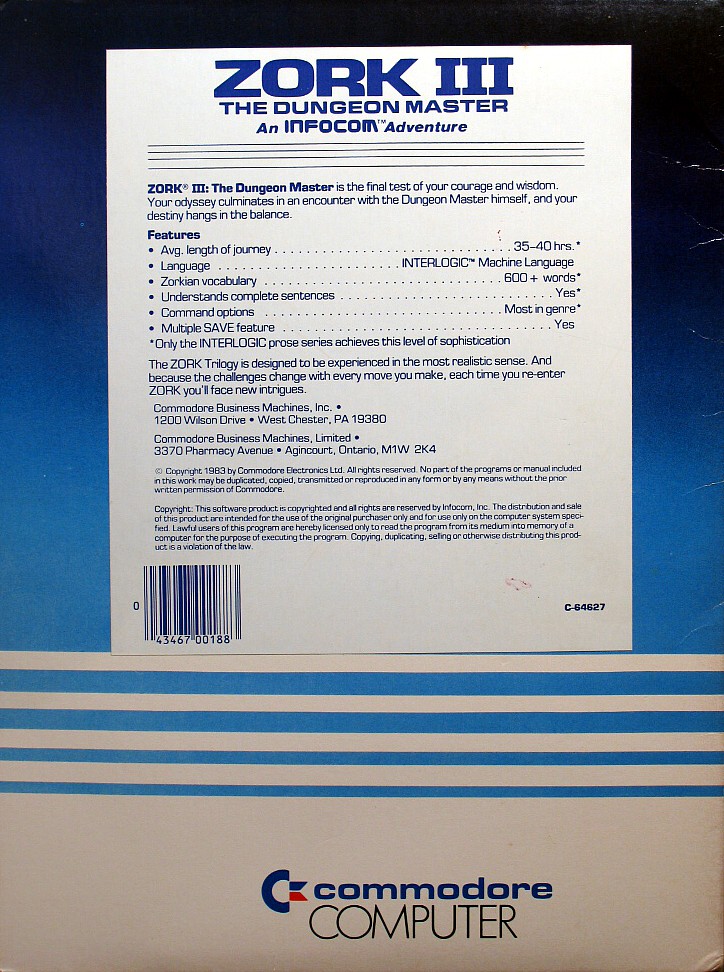 ZORK III
THE DUNGEON MASTER
An INFOCOM™ Adventure
ZORK® III: The Dungeon Master is the final test of your courage and wisdom.
Your odyssey culminates in an encounter with the Dungeon Master himself, and your
destiny hangs in the balance.
Features
• Avg. length of journey . . . . . . . . . . . . . . . . . . . . . . . . . . . . 35–40 hrs.*
• Language . . . . . . . . . . . . . . . . . . . . . INTERLOGIC™ Machine Language
• Zorkian vocabulary . . . . . . . . . . . . . . . . . . . . . . . . . . . . 600+ words*
• Understands complete sentences . . . . . . . . . . . . . . . . . . . . . . . . . Yes*
• Command options . . . . . . . . . . . . . . . . . . . . . . . . . . . . Most in genre*
• Multiple SAVE feature . . . . . . . . . . . . . . . . . . . . . . . . . . . . . . . . Yes
*Only the INTERLOGIC prose series achieves this level of sophistication
The ZORK Trilogy is designed to be experienced in the most realistic sense. And
because the challenges change with every move you make, each time you re-enter
ZORK you'll face new intrigues.
Commodore Business Machines, Inc. •
1200 Wilson Drive • West Chester, PA 19380
Commodore Business Machines, Limited •
3370 Pharmacy Avenue • Agincourt, Ontario, M1W 2K4
© Copyright 1983 by Commodore Electronics Ltd. All rights reserved. No part of the programs or manual included
in this work may be duplicated, copied, transmitted or reproduced in any form or by any means without the prior
written permission of Commodore.
Copyright: This software product is copyrighted and all rights are reserved by Infocom, Inc. The distribution and sale
of this product are intended for the use of the original purchaser only and for use only on the computer system speci-
fied. Lawful users of this program are hereby licensed only to read the program from its medium into memory of a
computer for the purpose of executing the program. Copying, duplicating, selling or otherwise distributing this prod-
uct is a violation of the law.
0 43467 00188
C-64627
commodore
COMPUTER